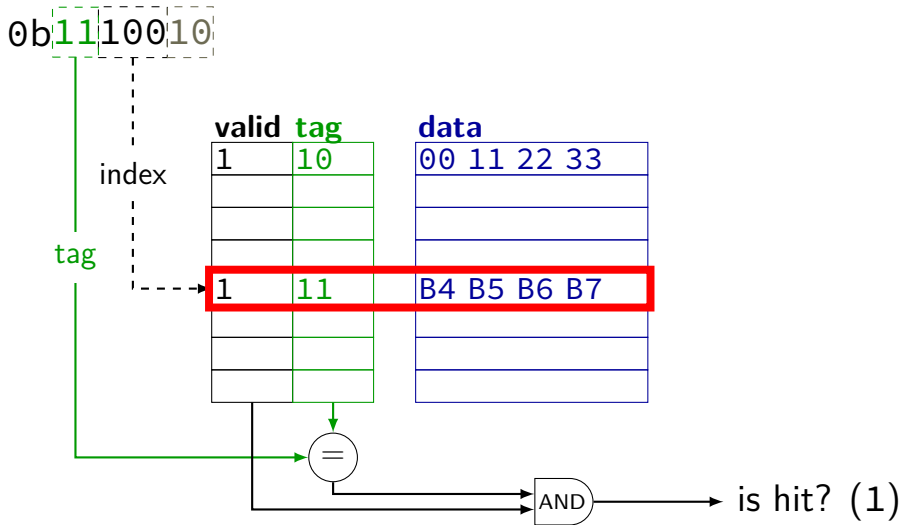 0b1110010
valid tag data
1 10 00 11 22 33
index
tag
1 11 B4 B5 B6 B7
=
AND is hit? (1)